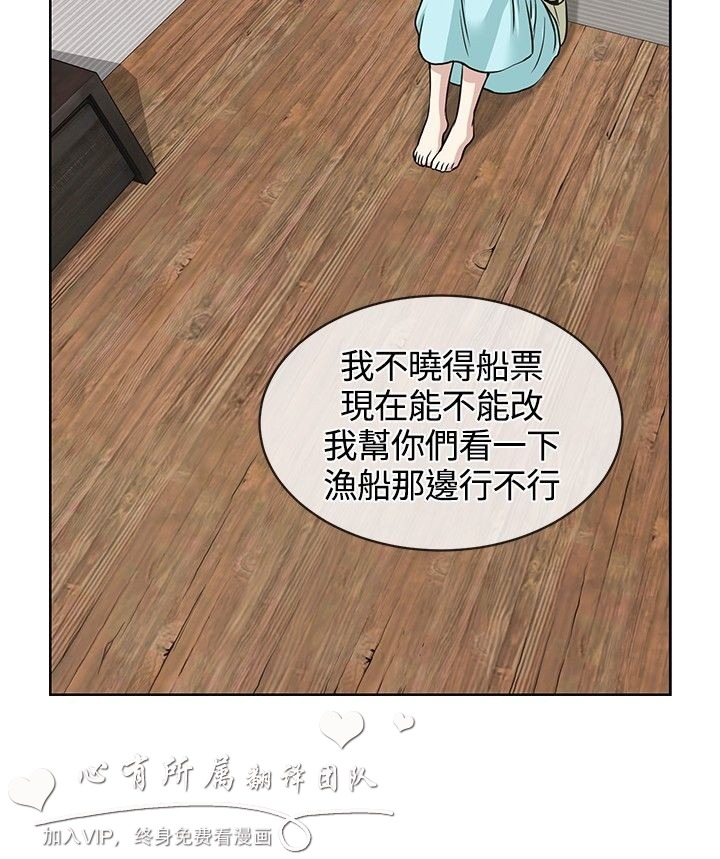 我不曉得船票
現在能不能改
我幫你們看一下
漁船那邊行不行
心有所属翻译团队
加入VIP，终身免费看漫画